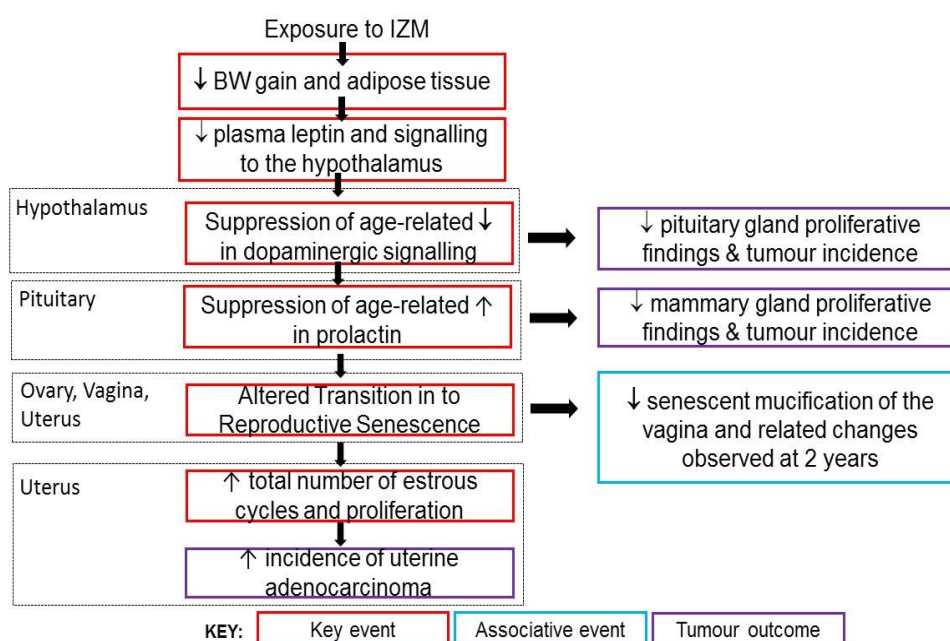 Exposure to IZM
↓ BW gain and adipose tissue
↓ plasma leptin and signalling
to the hypothalamus
Hypothalamus
Suppression of age-related ↓
in dopaminergic signalling
↓ pituitary gland proliferative
findings & tumour incidence
Pituitary
Suppression of age-related ↑
in prolactin
↓ mammary gland proliferative
findings & tumour incidence
Ovary, Vagina,
Uterus
Altered Transition in to
Reproductive Senescence
↓ senescent mucification of the
vagina and related changes
observed at 2 years
Uterus
↑ total number of estrous
cycles and proliferation
↑ incidence of uterine
adenocarcinoma
KEY: Key event Associative event Tumour outcome